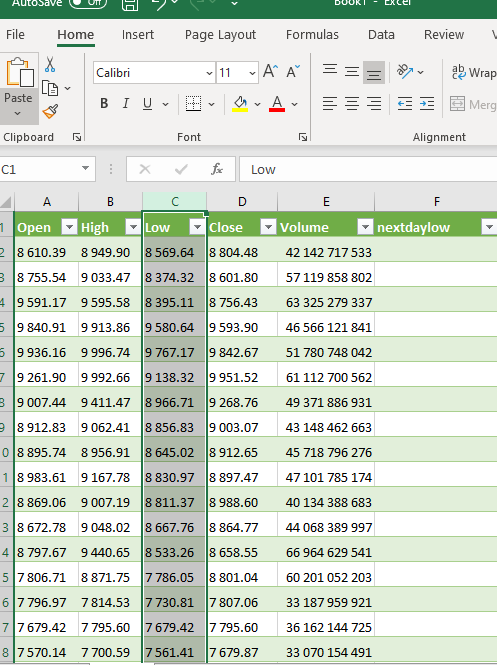 AutoSave Off Book1 - Excel
File Home Insert Page Layout Formulas Data Review
Paste Calibri 11 A A ab Wrap
B I U A Merg
Clipboard Font Alignment
C1 fx Low
A B C D E F
1 Open High Low Close Volume nextdaylow
2 8 610.39 8 949.90 8 569.64 8 804.48 42 142 717 533
3 8 755.54 9 033.47 8 374.32 8 601.80 57 119 858 802
4 9 591.17 9 595.58 8 395.11 8 756.43 63 325 279 337
5 9 840.91 9 913.86 9 580.64 9 593.90 46 566 121 841
6 9 936.16 9 996.74 9 767.17 9 842.67 51 780 748 042
7 9 261.90 9 992.66 9 138.32 9 951.52 61 112 700 562
8 9 007.44 9 411.47 8 966.71 9 268.76 49 371 886 931
9 8 912.83 9 062.41 8 856.83 9 003.07 43 148 462 663
0 8 895.74 8 956.91 8 645.02 8 912.65 45 718 796 276
1 8 983.61 9 167.78 8 830.97 8 897.47 47 101 785 174
2 8 869.06 9 007.19 8 811.37 8 988.60 40 134 388 683
3 8 672.78 9 048.02 8 667.76 8 864.77 44 068 389 997
4 8 797.67 9 440.65 8 533.26 8 658.55 66 964 629 541
5 7 806.71 8 871.75 7 786.05 8 801.04 60 201 052 203
6 7 796.97 7 814.53 7 730.81 7 807.06 33 187 959 921
7 7 679.42 7 795.60 7 679.42 7 795.60 36 162 144 725
8 7 570.14 7 700.59 7 561.41 7 679.87 33 070 154 491